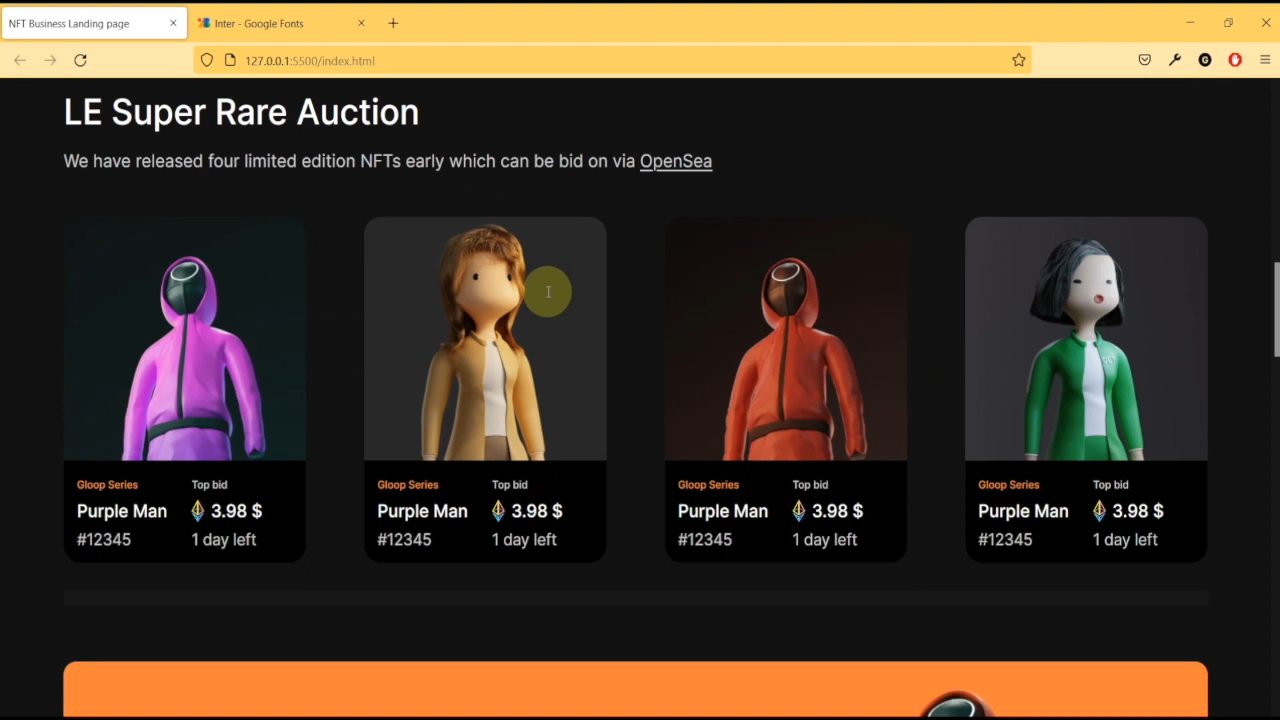 NFT Business Landing page
Inter - Google Fonts
127.0.0.1:5500/index.html
LE Super Rare Auction
We have released four limited edition NFTs early which can be bid on via OpenSea
Gloop Series Top bid
Purple Man 3.98 $
#12345 1 day left
Gloop Series Top bid
Purple Man 3.98 $
#12345 1 day left
Gloop Series Top bid
Purple Man 3.98 $
#12345 1 day left
Gloop Series Top bid
Purple Man 3.98 $
#12345 1 day left